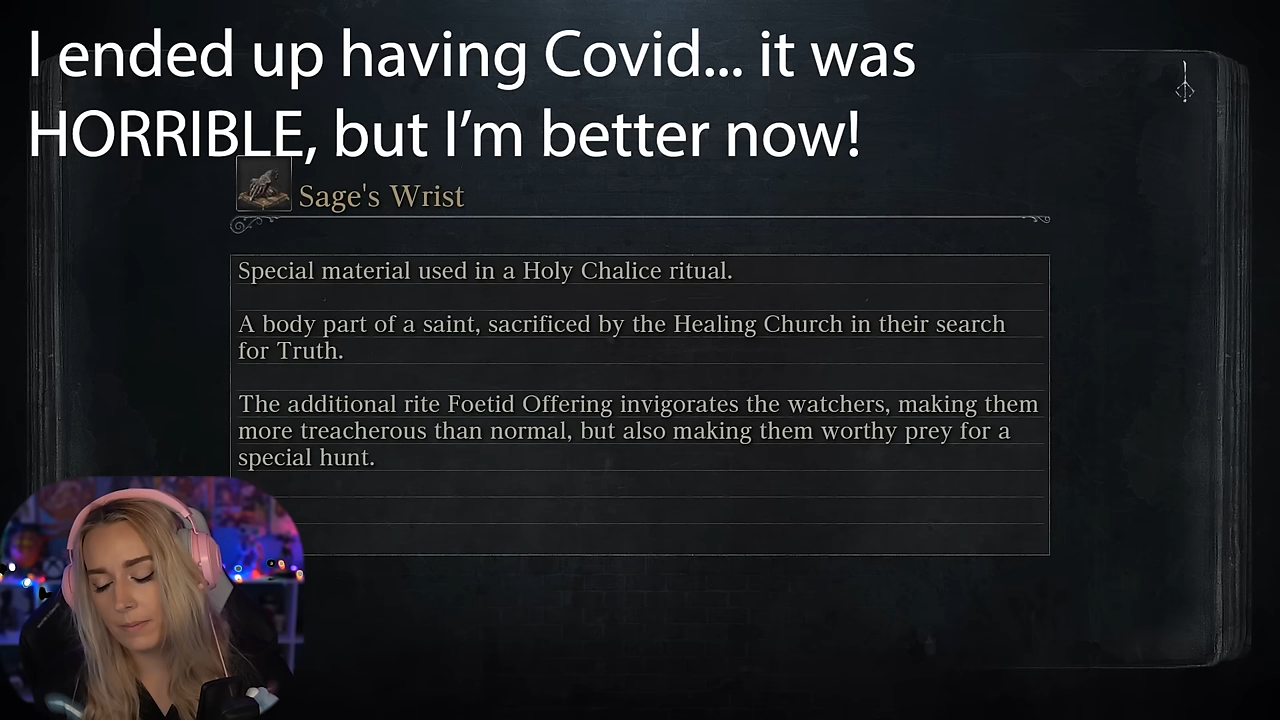 I ended up having Covid... it was
HORRIBLE, but I'm better now!
Sage's Wrist
Special material used in a Holy Chalice ritual.
A body part of a saint, sacrificed by the Healing Church in their search
for Truth.
The additional rite Foetid Offering invigorates the watchers, making them
more treacherous than normal, but also making them worthy prey for a
special hunt.